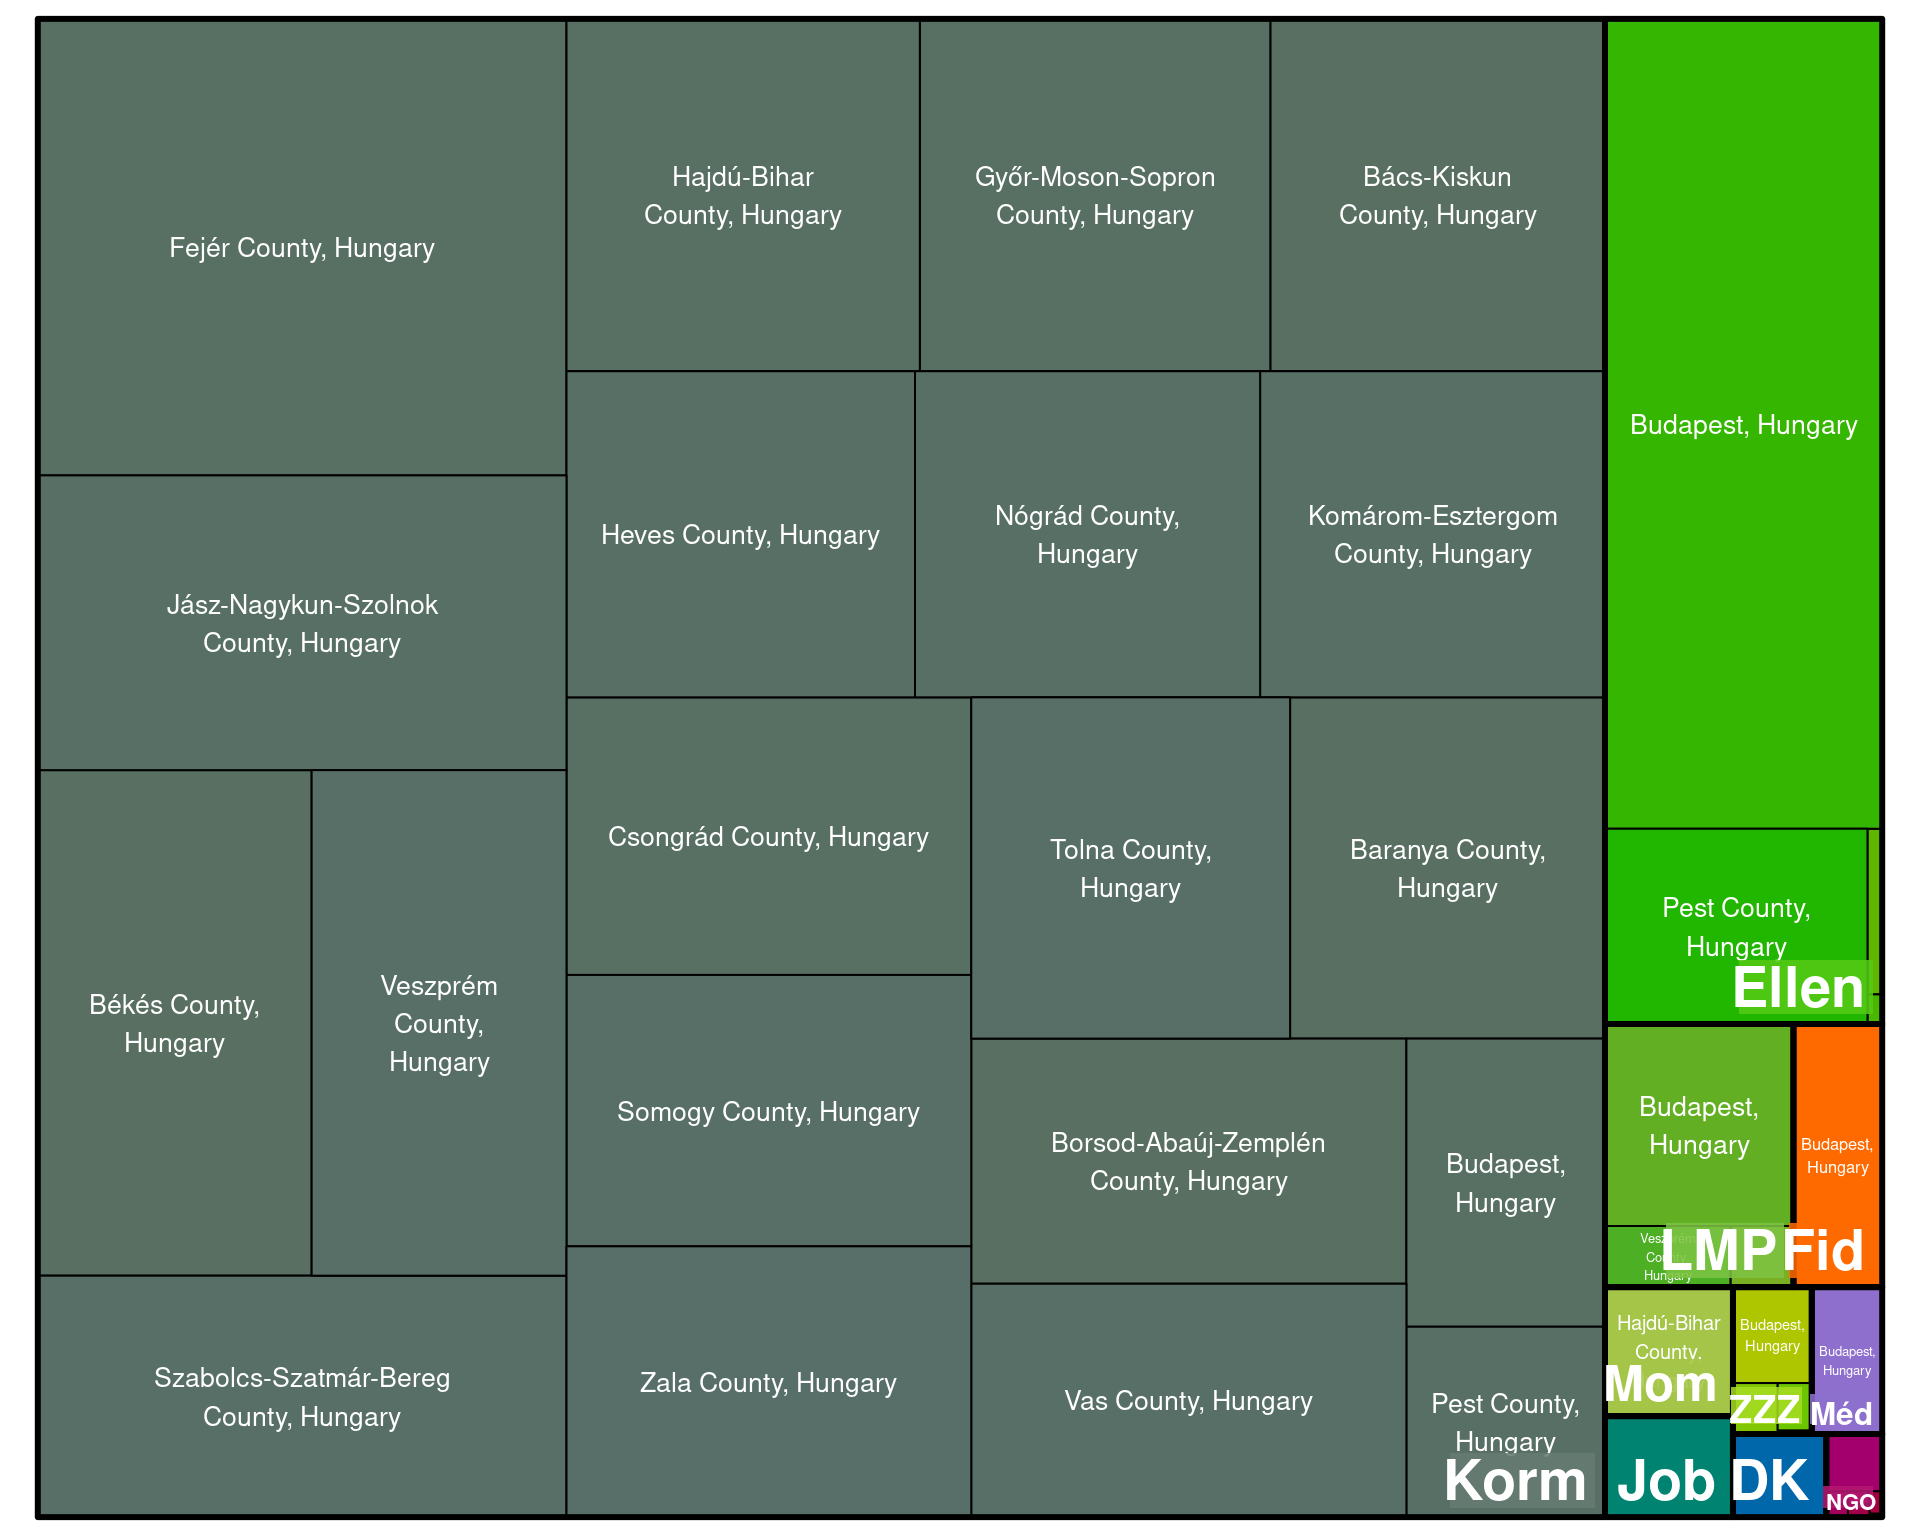 Fejér County, Hungary
Hajdú-Bihar
County, Hungary
Győr-Moson-Sopron
County, Hungary
Bács-Kiskun
County, Hungary
Budapest, Hungary
Jász-Nagykun-Szolnok
County, Hungary
Heves County, Hungary
Nógrád County,
Hungary
Komárom-Esztergom
County, Hungary
Békés County,
Hungary
Veszprém
County,
Hungary
Csongrád County, Hungary
Tolna County,
Hungary
Baranya County,
Hungary
Pest County,
Hungary
Ellen
Somogy County, Hungary
Borsod-Abaúj-Zemplén
County, Hungary
Budapest,
Hungary
Budapest,
Hungary
Budapest,
Hungary
Veszprém
County,
Hungary
LMP
Fid
Szabolcs-Szatmár-Bereg
County, Hungary
Zala County, Hungary
Vas County, Hungary
Pest County,
Hungary
Korm
Hajdú-Bihar
County,
Mom
Budapest,
Hungary
ZZZ
Budapest,
Hungary
Méd
Job
DK
NGO